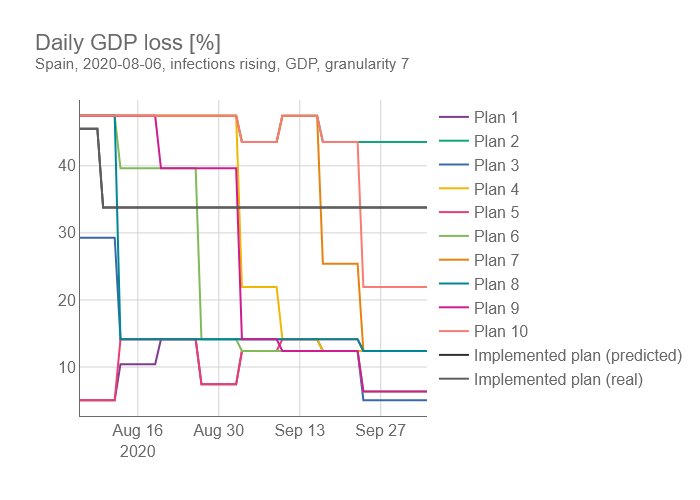 Daily GDP loss [%]
Spain, 2020-08-06, infections rising, GDP, granularity 7
40
30
20
10
Aug 16
2020
Aug 30
Sep 13
Sep 27
Plan 1
Plan 2
Plan 3
Plan 4
Plan 5
Plan 6
Plan 7
Plan 8
Plan 9
Plan 10
Implemented plan (predicted)
Implemented plan (real)